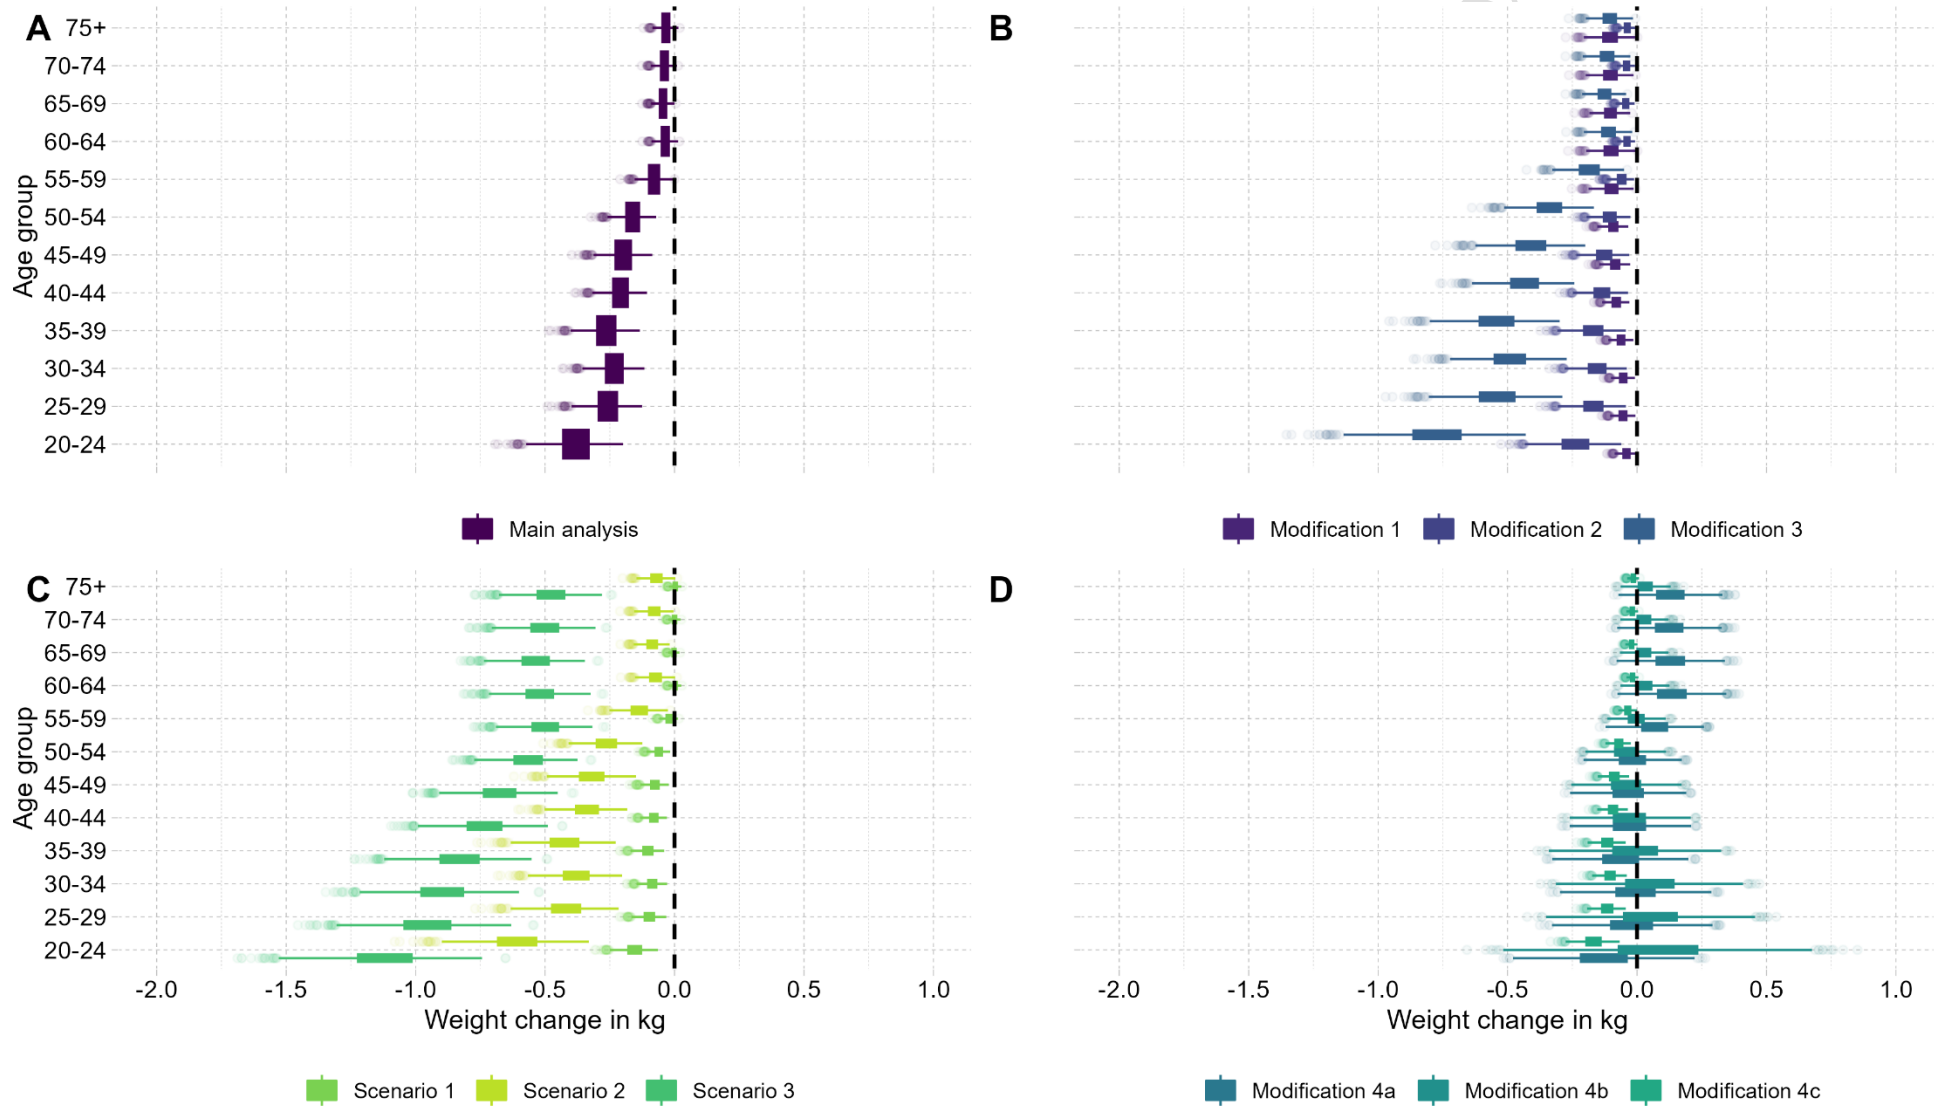 A
75+
70-74
65-69
60-64
55-59
50-54
45-49
40-44
35-39
30-34
25-29
20-24
Age group
Main analysis
B
Modification 1 Modification 2 Modification 3
C
75+
70-74
65-69
60-64
55-59
50-54
45-49
40-44
35-39
30-34
25-29
20-24
Age group
-2.0 -1.5 -1.0 -0.5 0.0 0.5 1.0
Weight change in kg
Scenario 1 Scenario 2 Scenario 3
D
-2.0 -1.5 -1.0 -0.5 0.0 0.5 1.0
Weight change in kg
Modification 4a Modification 4b Modification 4c